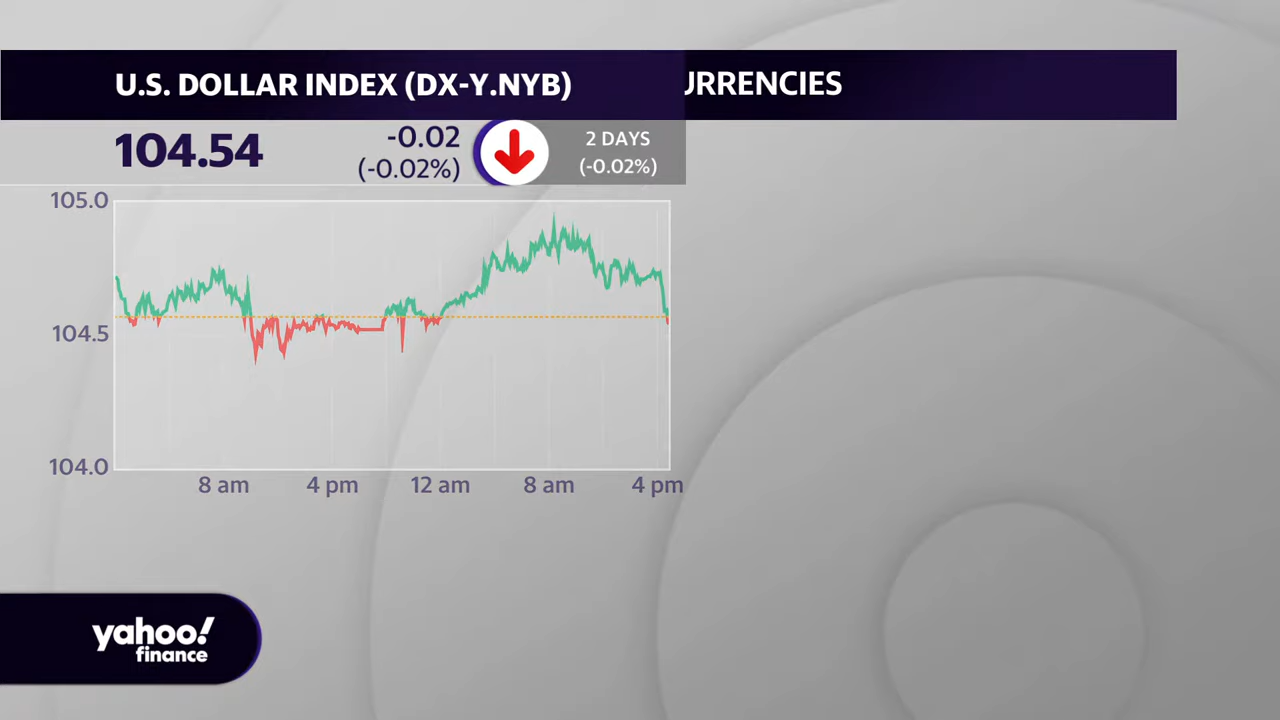 U.S. DOLLAR INDEX (DX-Y.NYB)
URRENCIES
104.54
-0.02
(-0.02%)
2 DAYS
(-0.02%)
105.0
104.5
104.0
8 am 4 pm 12 am 8 am 4 pm
yahoo!
finance